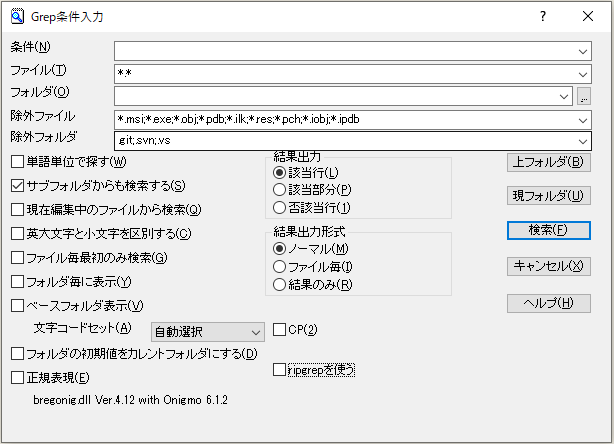 Grep条件入力
条件(N)
ファイル(T)
*.*
フォルダ(O)
...
除外ファイル
*.msi;*.exe;*.obj;*.pdb;*.ilk;*.res;*.pch;*.iobj;*.ipdb
除外フォルダ
.git;.svn;.vs
単語単位で探す(W)
サブフォルダからも検索する(S)
現在編集中のファイルから検索(Q)
英大文字と小文字を区別する(C)
ファイル毎最初のみ検索(G)
フォルダ毎に表示(Y)
ベースフォルダ表示(V)
文字コードセット(A)
自動選択
CP(2)
フォルダの初期値をカレントフォルダにする(D)
正規表現(E)
ripgrepを使う
bregonig.dll Ver.4.12 with Onigmo 6.1.2
結果出力
該当行(L)
該当部分(P)
否該当行(1)
結果出力形式
ノーマル(M)
ファイル毎(I)
結果のみ(R)
上フォルダ(B)
現フォルダ(U)
検索(F)
キャンセル(X)
ヘルプ(H)